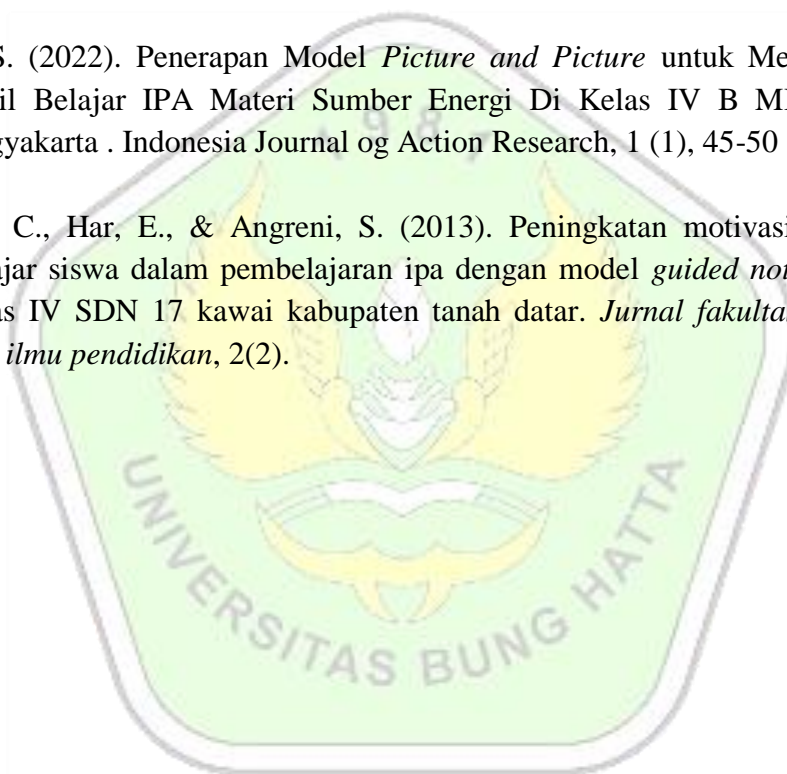 S. (2022). Penerapan Model Picture and Picture untuk Me
il Belajar IPA Materi Sumber Energi Di Kelas IV B MI
gyakarta . Indonesia Journal og Action Research, 1 (1), 45-50
C., Har, E., & Angreni, S. (2013). Peningkatan motivasi
ajar siswa dalam pembelajaran ipa dengan model guided not
as IV SDN 17 kawai kabupaten tanah datar. Jurnal fakulta
ilmu pendidikan, 2(2).
1981
UNIVERSITAS BUNG HATTA